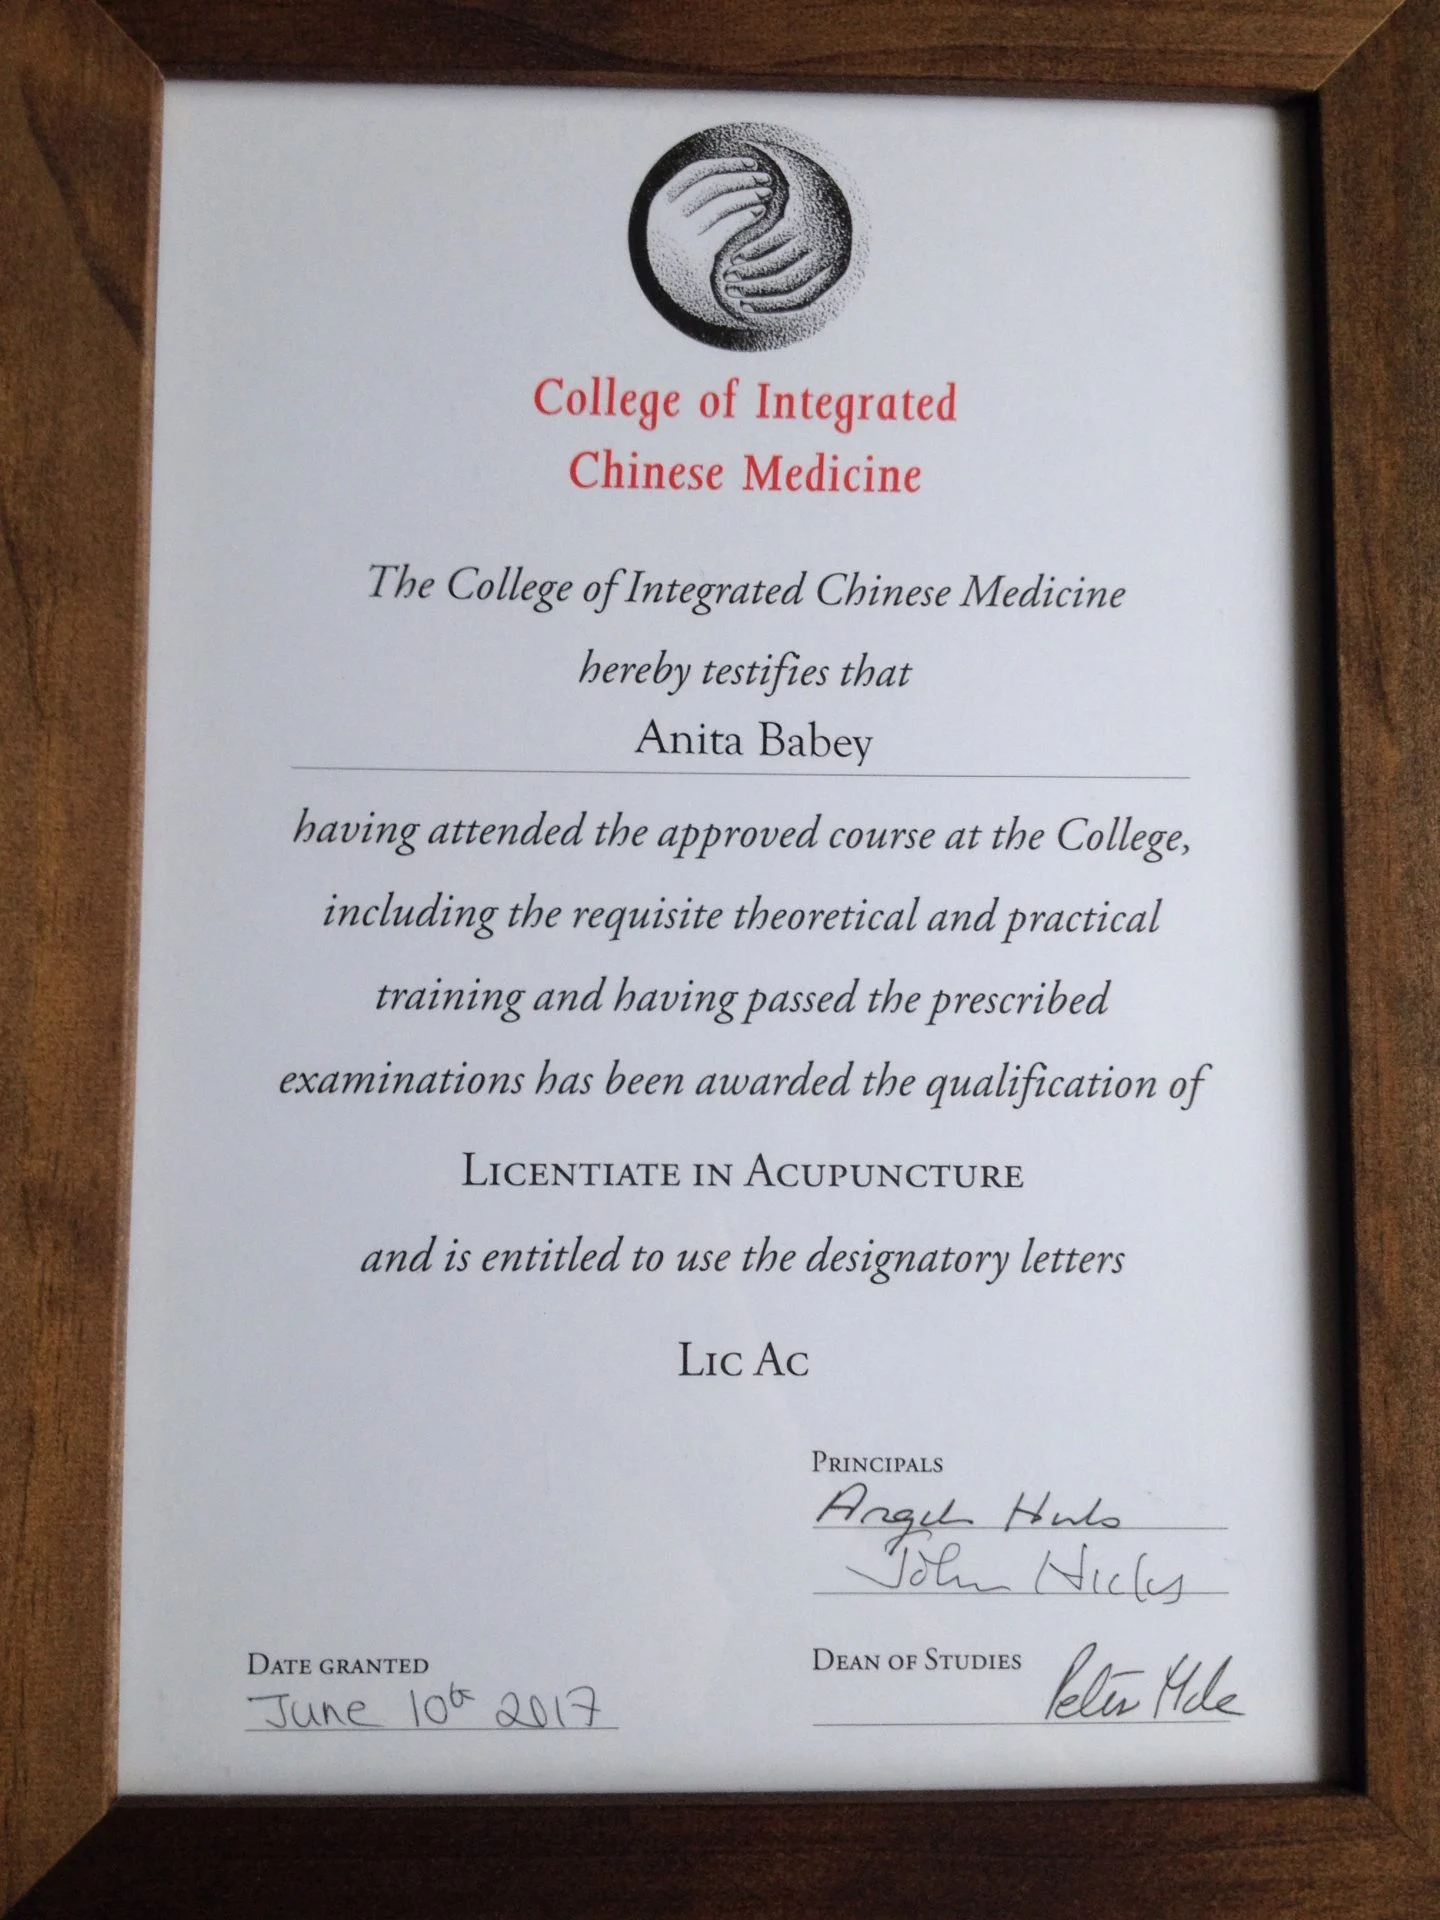 College of Integrated
Chinese Medicine
The College of Integrated Chinese Medicine
hereby testifies that
Anita Babey
having attended the approved course at the College,
including the requisite theoretical and practical
training and having passed the prescribed
examinations has been awarded the qualification of
LICENTIATE IN ACUPUNCTURE
and is entitled to use the designatory letters
LIC AC
PRINCIPALS
John Hicks
DEAN OF STUDIES
Peter
DATE GRANTED
June 10th 2017